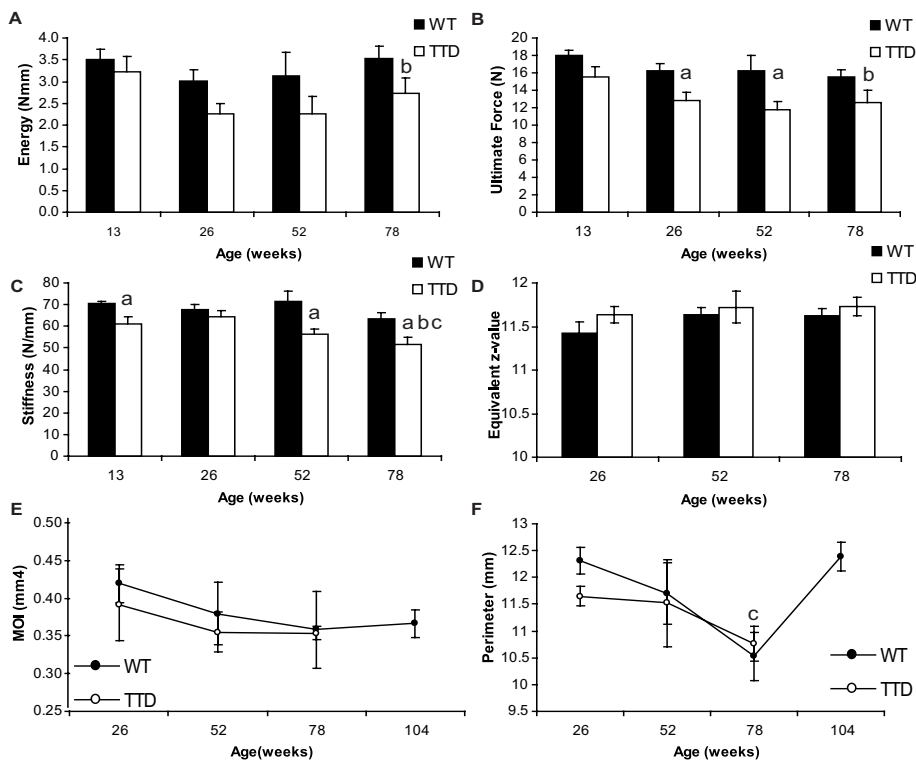 A
WT
TTD
4.0
3.5
3.0
2.5
2.0
1.5
1.0
0.5
0.0
Energy (Nmm)
b
13 26 52 78
Age (weeks)
B
WT
TTD
20
18
16
14
12
10
8
6
4
2
0
Ultimate Force (N)
a a b
13 26 52 78
Age (weeks)
C
WT
TTD
80
70
60
50
40
30
20
10
0
Stiffness (N/mm)
a a abc
13 26 52 78
Age (weeks)
D
WT
TTD
12
11.5
11
10.5
10
Equivalent z-value
26 52 78
Age (weeks)
E
0.50
0.45
0.40
0.35
0.30
0.25
MOI (mm4)
WT
TTD
26 52 78 104
Age(weeks)
F
13
12.5
12
11.5
11
10.5
10
9.5
Perimeter (mm)
c
WT
TTD
26 52 78 104
Age(weeks)